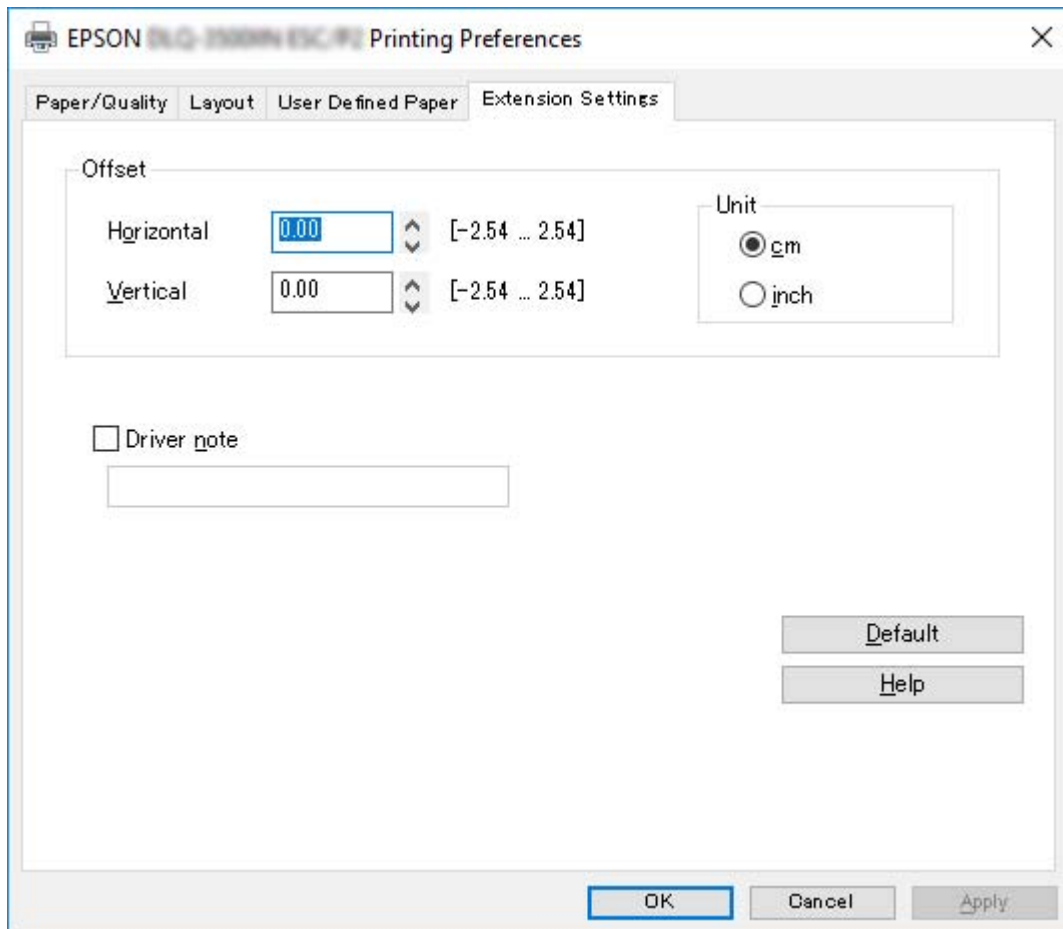 EPSON Printing Preferences
Paper/Quality Layout User Defined Paper Extension Settings
Offset
Horizontal 0.00 [-2.54 ... 2.54]
Vertical 0.00 [-2.54 ... 2.54]
Unit
cm
inch
Driver note
Default
Help
OK Cancel Apply